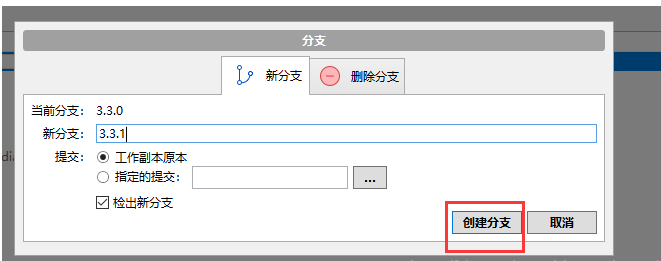 分支
新分支
删除分支
当前分支： 3.3.0
新分支： 3.3.1
提交： 工作副本原本
指定的提交： ...
检出新分支
创建分支 取消